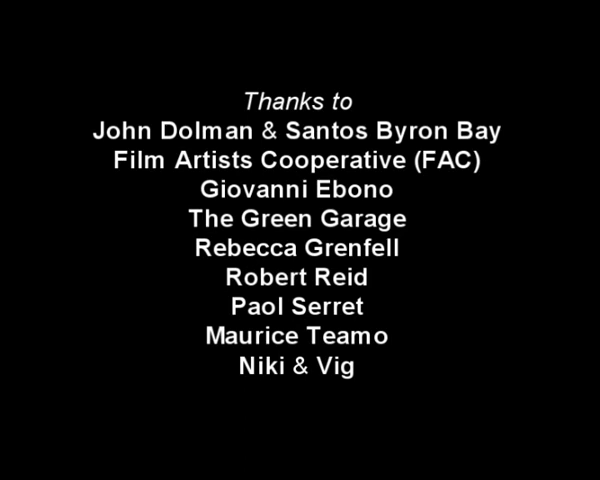 Thanks to
John Dolman & Santos Byron Bay
Film Artists Cooperative (FAC)
Giovanni Ebono
The Green Garage
Rebecca Grenfell
Robert Reid
Paol Serret
Maurice Teamo
Niki & Vig